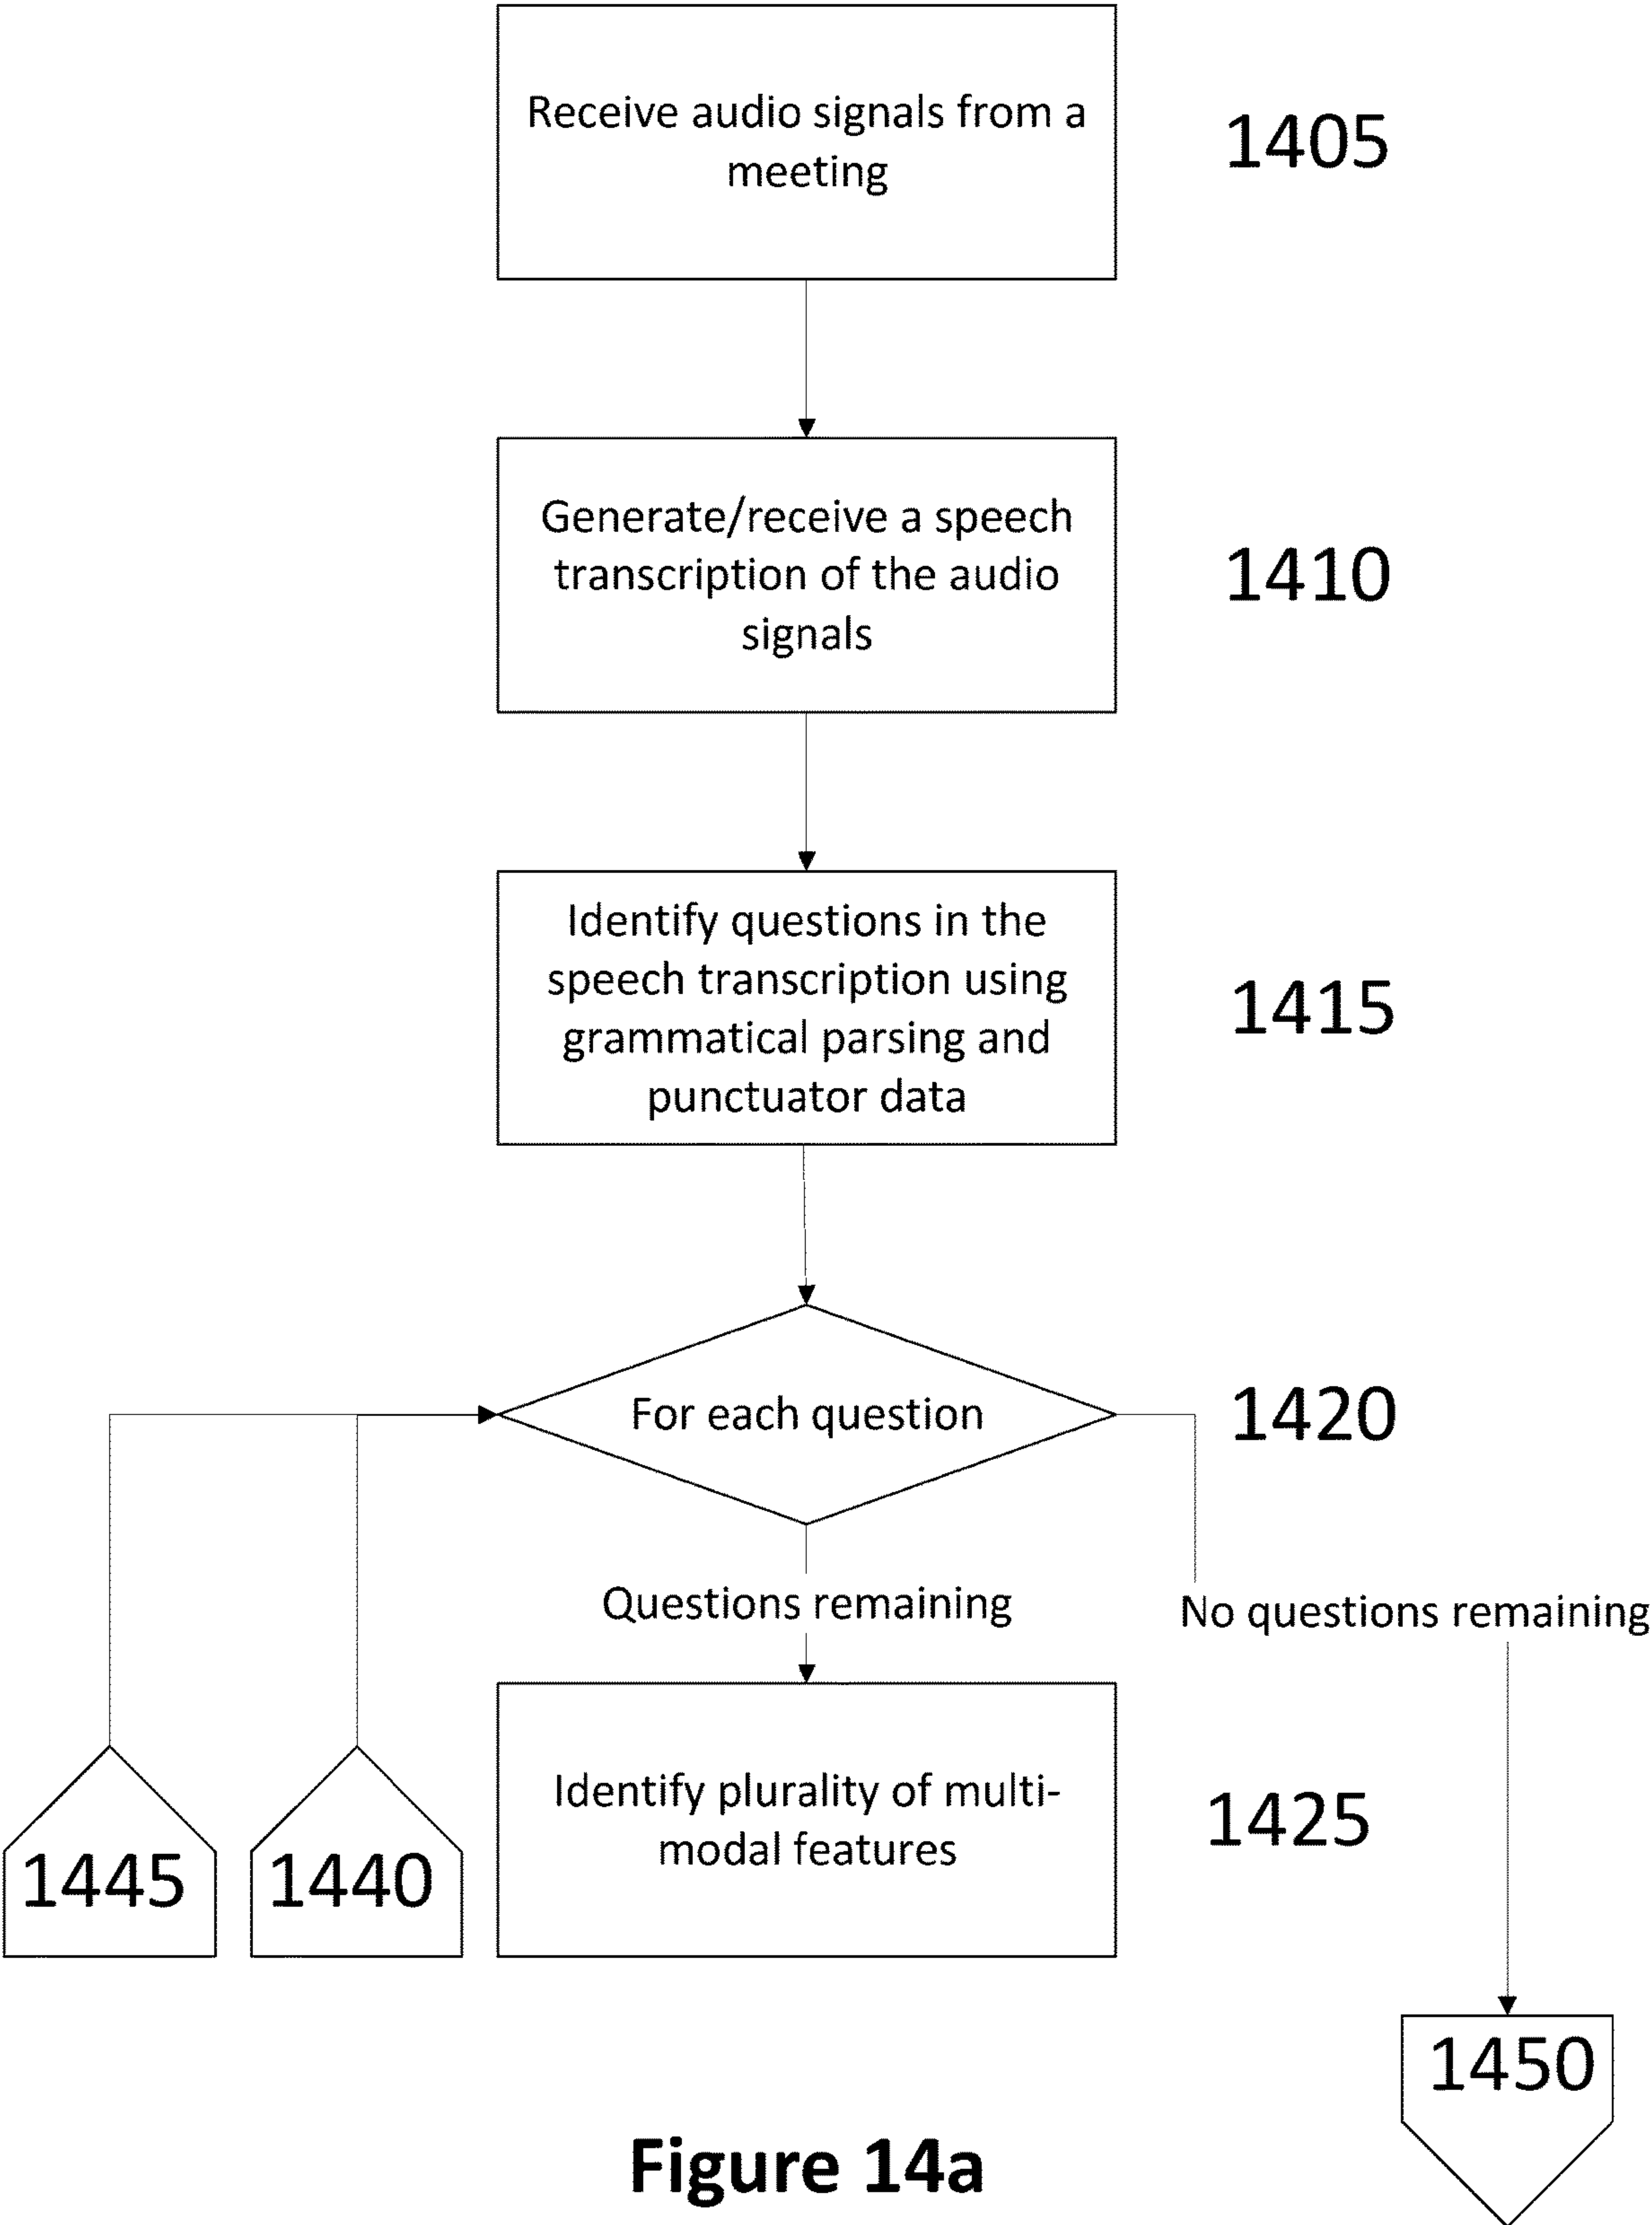 Receive audio signals from a
meeting
1405
Generate/receive a speech
transcription of the audio
signals
1410
Identify questions in the
speech transcription using
grammatical parsing and
punctuator data
1415
For each question
1420
Questions remaining
No questions remaining
Identify plurality of multi-
modal features
1425
1445
1440
1450
Figure 14a